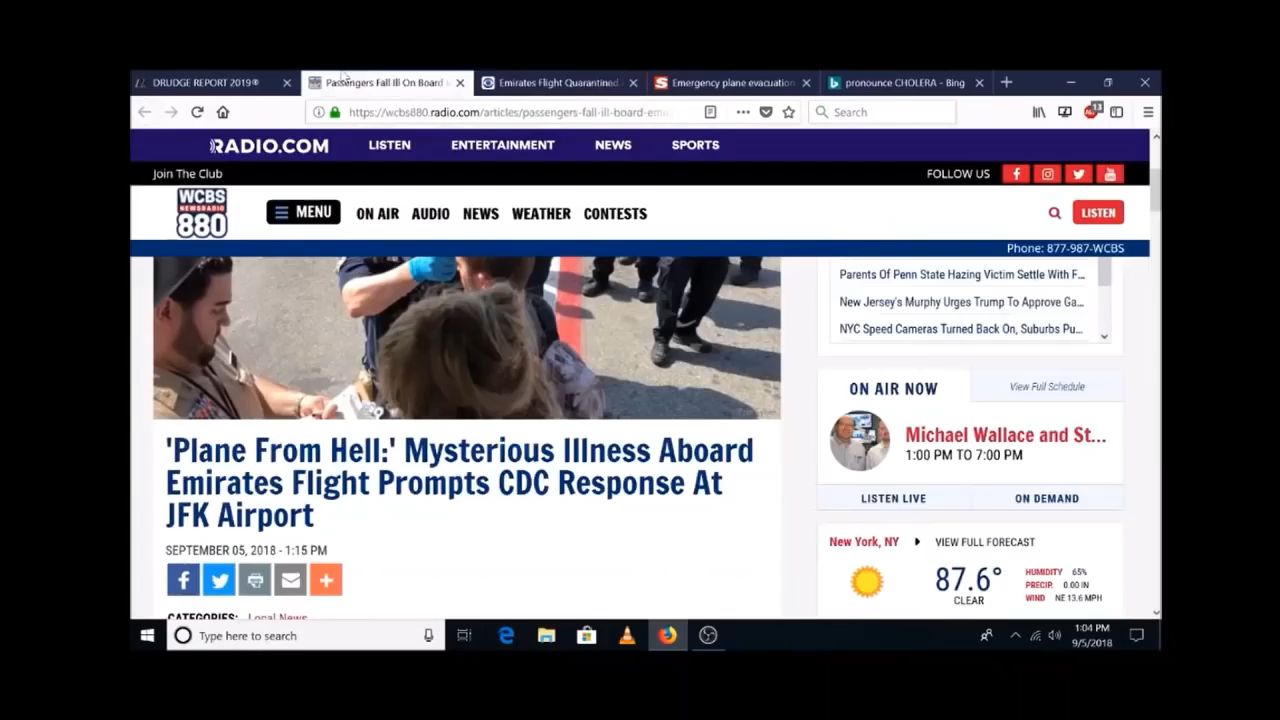 DRUDGE REPORT 2019®
Passengers Fall Ill On Board
Emirates Flight Quarantined
Emergency plane evacuation
pronounce CHOLERA - Bing
https://wcbs880.radio.com/articles/passengers-fall-ill-board-emi
Search
RADIO.COM
LISTEN
ENTERTAINMENT
NEWS
SPORTS
Join The Club
FOLLOW US
WCBS
NEWSRADIO
880
MENU
ON AIR
AUDIO
NEWS
WEATHER
CONTESTS
LISTEN
Phone: 877-987-WCBS
Parents Of Penn State Hazing Victim Settle With F...
New Jersey's Murphy Urges Trump To Approve Ga...
NYC Speed Cameras Turned Back On, Suburbs Pu...
ON AIR NOW
View Full Schedule
Michael Wallace and St...
1:00 PM TO 7:00 PM
LISTEN LIVE
ON DEMAND
'Plane From Hell:' Mysterious Illness Aboard
Emirates Flight Prompts CDC Response At
JFK Airport
SEPTEMBER 05, 2018 - 1:15 PM
CATEGORIES: Local News
New York, NY
VIEW FULL FORECAST
87.6°
CLEAR
HUMIDITY 65%
PRECIP. 0.00 IN
WIND NE 13.6 MPH
Type here to search
1:04 PM
9/5/2018